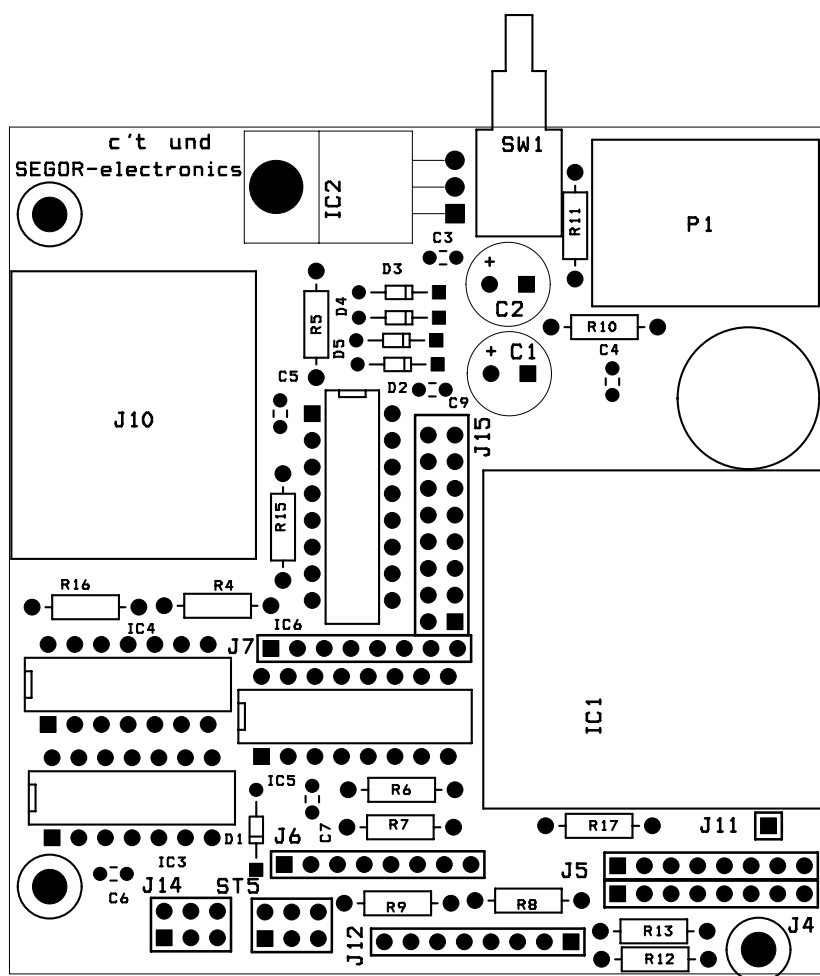 c't und
SEGOR-electronics
SW1
IC2
R11
P1
C3
+
D3
C2
D4
R5
R10
D5
+
C1
C4
C5
D2
C9
J10
J15
R15
R16
R4
IC4
IC6
J7
IC1
IC5
R6
C7
R7
R17
J11
D1
J6
IC3
J5
C6
J14
ST5
R9
R8
J4
J12
R13
R12